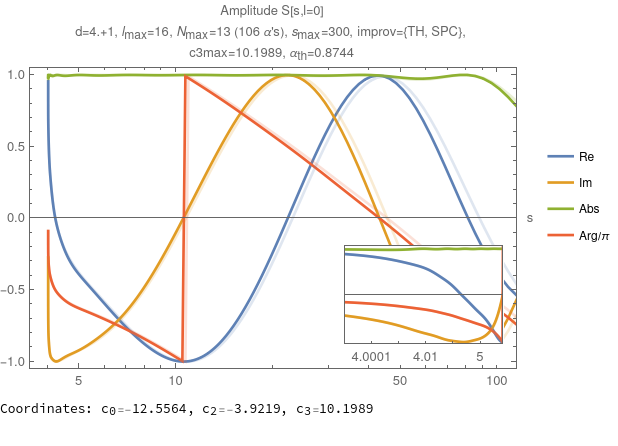 Amplitude S[s,l=0]
d=4.+1, lmax=16, Nmax=13 (106 α's), smax=300, improv={TH, SPC},
c3max=10.1989, αth=0.8744
1.0
0.5
0.0
-0.5
-1.0
5
10
50
100
s
Re
Im
Abs
Arg/π
4.0001
4.01
5
Coordinates: c0=-12.5564, c2=-3.9219, c3=10.1989